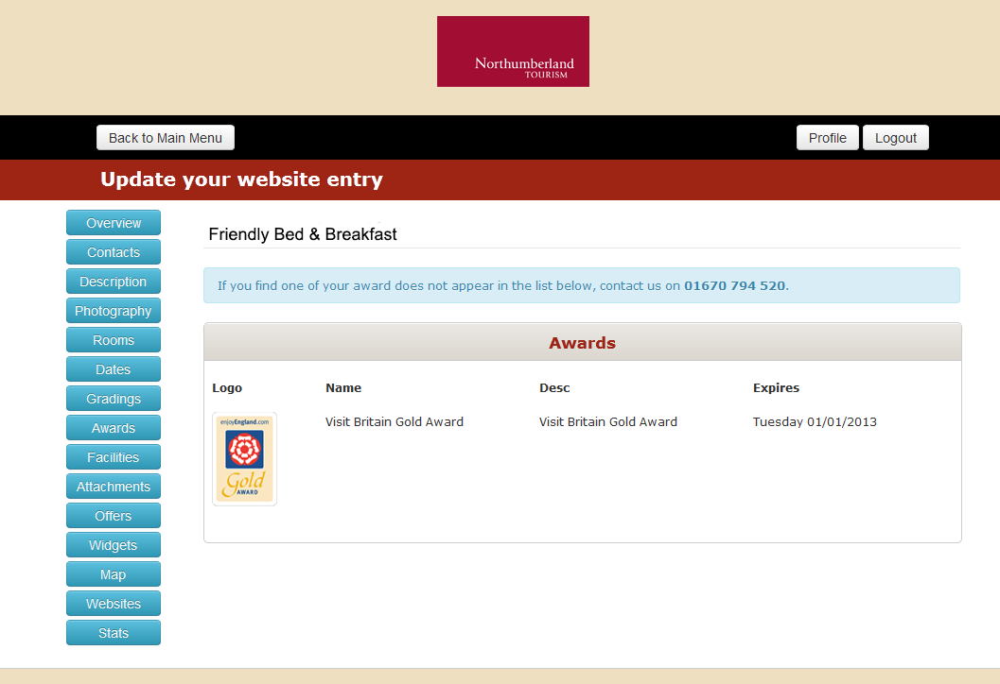 Northumberland
TOURISM
Back to Main Menu
Profile Logout
Update your website entry
Overview
Contacts
Description
Photography
Rooms
Dates
Gradings
Awards
Facilities
Attachments
Offers
Widgets
Map
Websites
Stats
Friendly Bed & Breakfast
If you find one of your award does not appear in the list below, contact us on 01670 794 520.
Awards
Logo Name Desc Expires
enjoyEngland.com
Gold
AWARD
Visit Britain Gold Award Visit Britain Gold Award Tuesday 01/01/2013